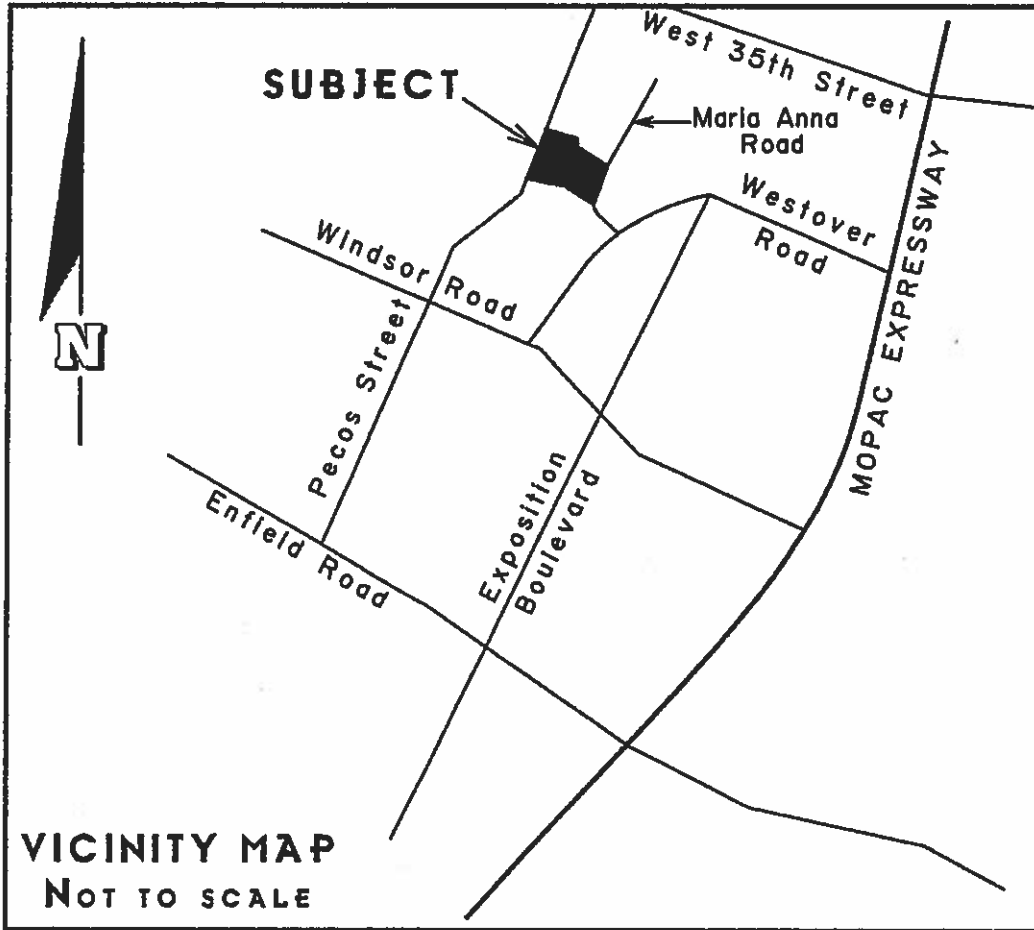 West 35th Street
SUBJECT
Maria Anna
Road
Westover
Road
Windsor Road
N
MOPAC EXPRESSWAY
Pecos Street
Exposition
Boulevard
Enfield Road
VICINITY MAP
NOT TO SCALE